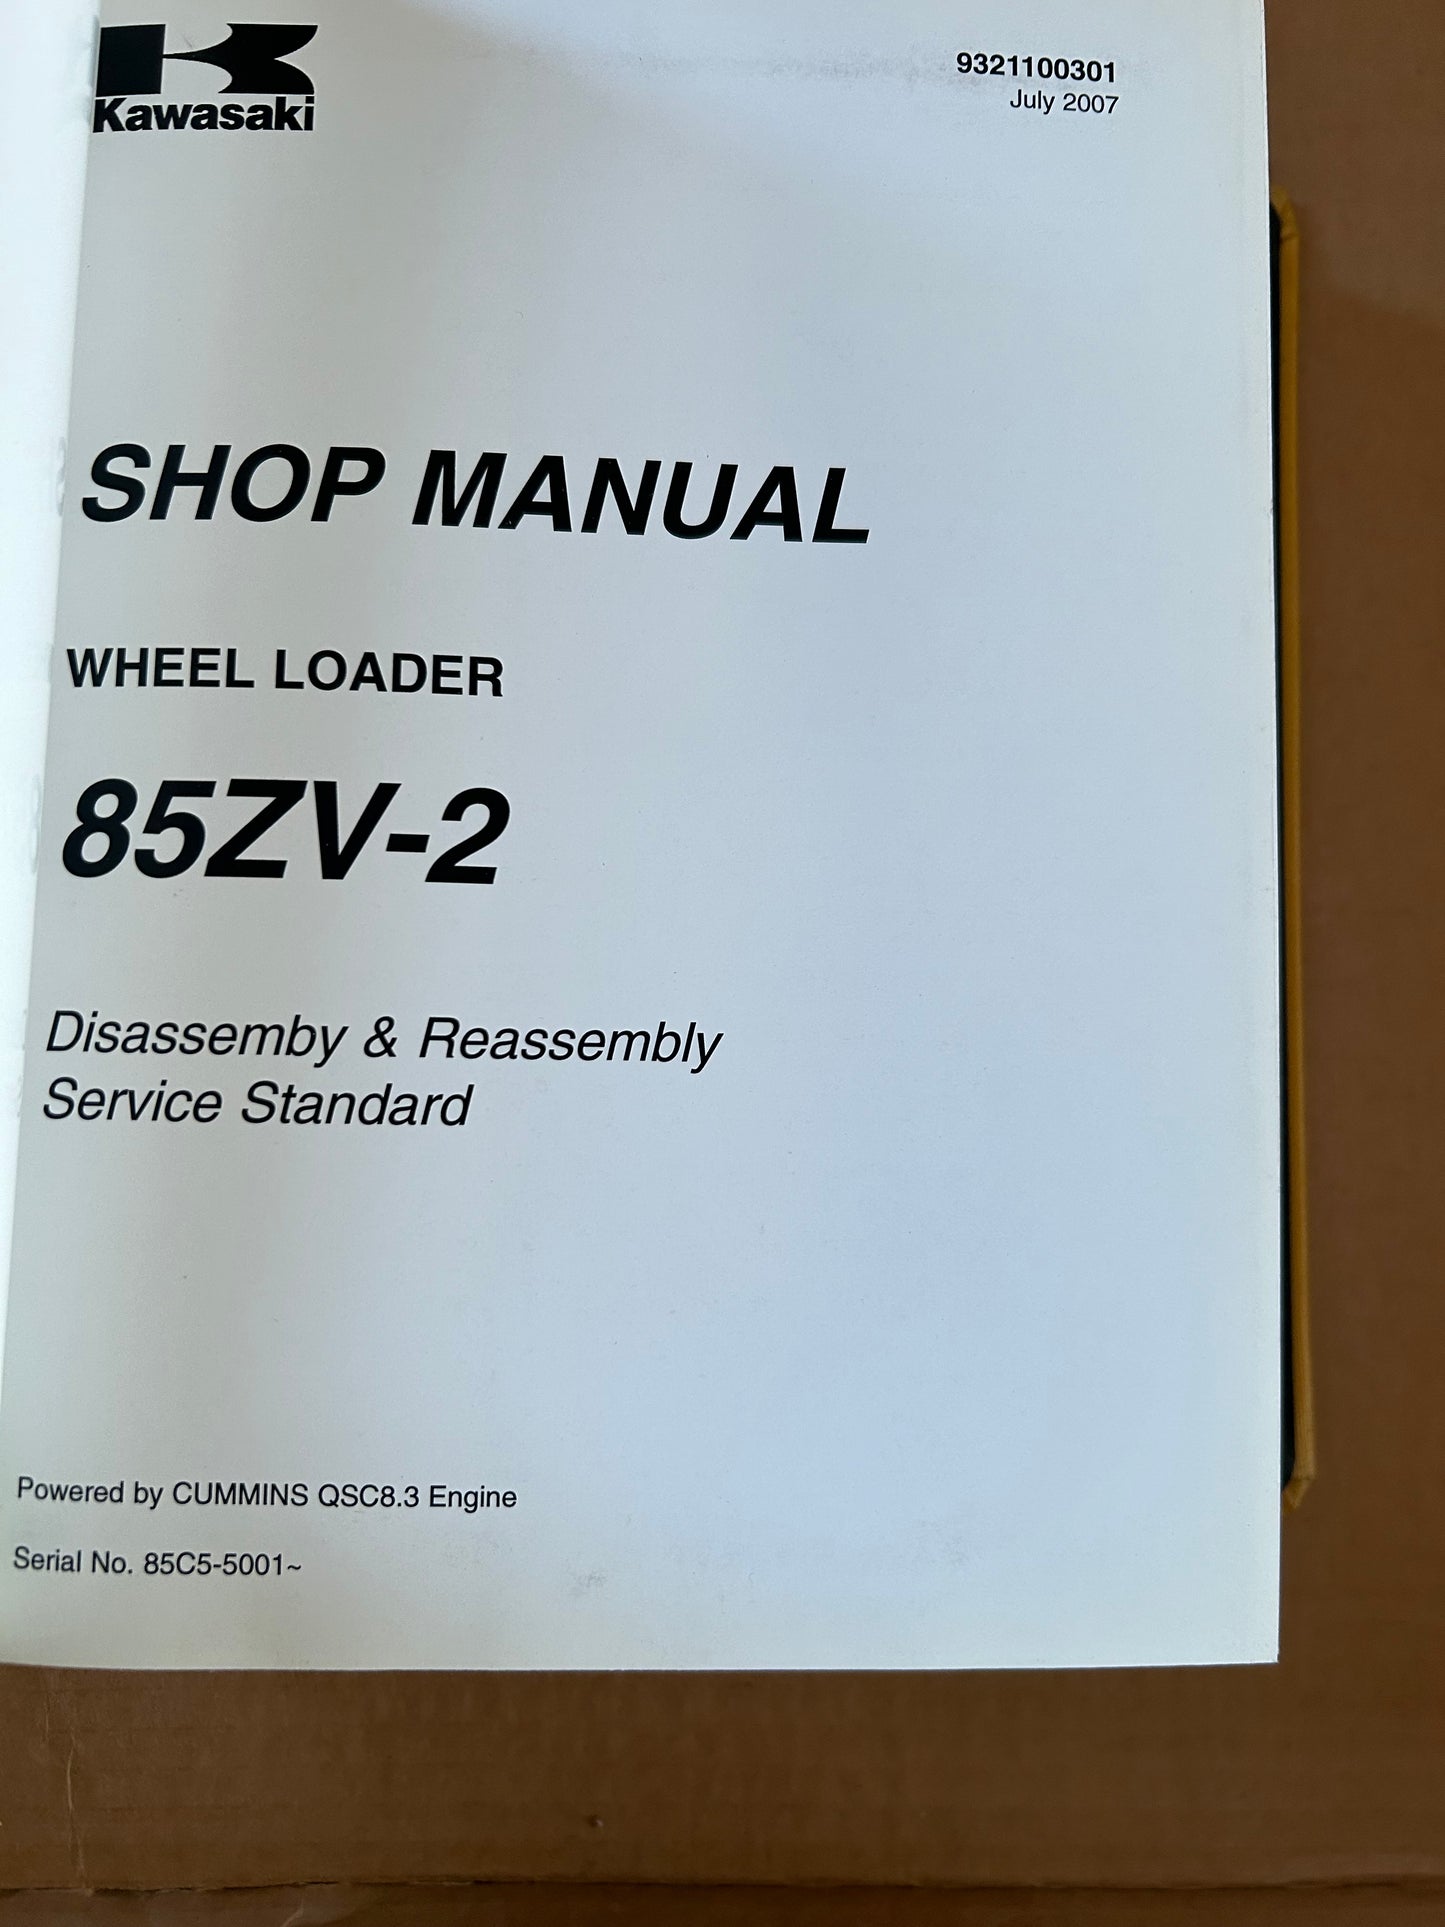 Kawasaki
9321100301
July 2007
SHOP MANUAL
WHEEL LOADER
85ZV-2
Disassemby & Reassembly
Service Standard
Powered by CUMMINS QSC8.3 Engine
Serial No. 85C5-5001~